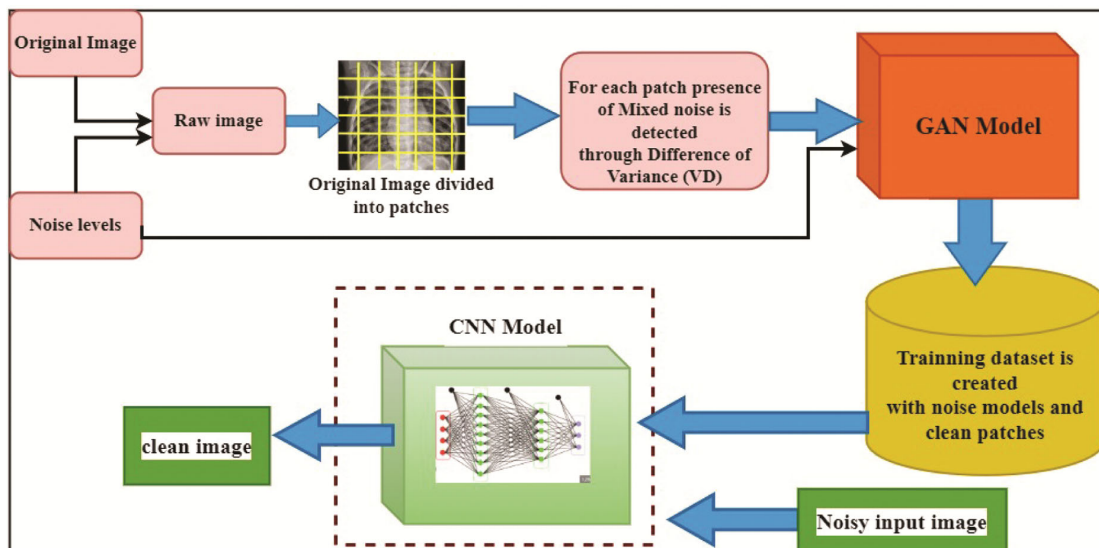 Original Image
Raw image
Noise levels
Original Image divided
into patches
For each patch presence
of Mixed noise is
detected
through Difference of
Variance (VD)
GAN Model
Trainning dataset is
created
with noise models and
clean patches
CNN Model
clean image
Noisy input image